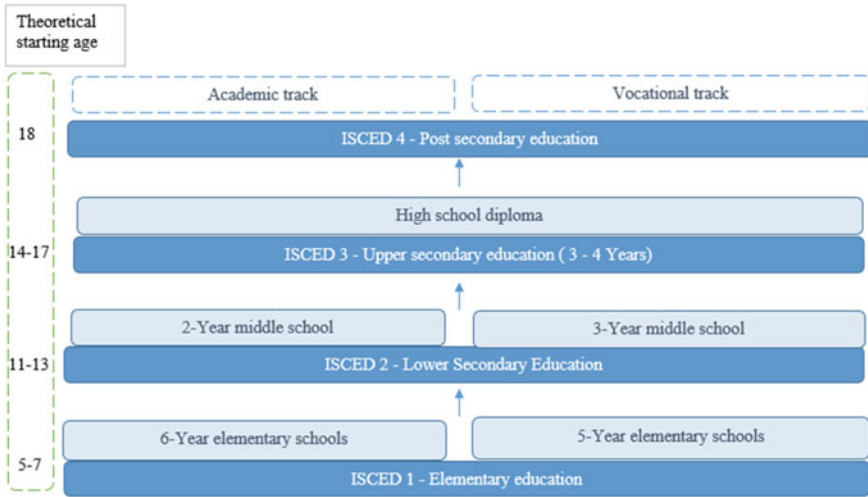 Theoretical
starting age
Academic track
Vocational track
18
ISCED 4 - Post secondary education
High school diploma
14-17
ISCED 3 - Upper secondary education ( 3 - 4 Years)
2-Year middle school
3-Year middle school
11-13
ISCED 2 - Lower Secondary Education
6-Year elementary schools
5-Year elementary schools
5-7
ISCED 1 - Elementary education